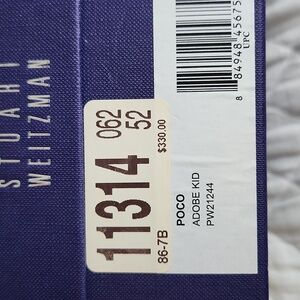 STUART
WEITZMAN
062
52
11314
$330.00
86-7B
8 84948 45675
UPC
POCO
ADOBE KID
PW21244